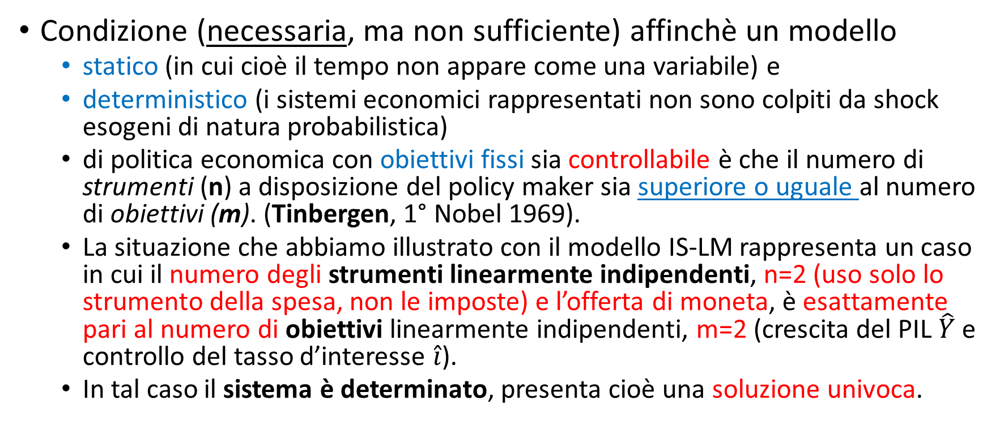 • Condizione (necessaria, ma non sufficiente) affinchè un modello
• statico (in cui cioè il tempo non appare come una variabile) e
• deterministico (i sistemi economici rappresentati non sono colpiti da shock
esogeni di natura probabilistica)
• di politica economica con obiettivi fissi sia controllabile è che il numero di
strumenti (n) a disposizione del policy maker sia superiore o uguale al numero
di obiettivi (m). (Tinbergen, 1° Nobel 1969).
• La situazione che abbiamo illustrato con il modello IS-LM rappresenta un caso
in cui il numero degli strumenti linearmente indipendenti, n=2 (uso solo lo
strumento della spesa, non le imposte) e l’offerta di moneta, è esattamente
pari al numero di obiettivi linearmente indipendenti, m=2 (crescita del PIL Ŷ e
controllo del tasso d’interesse î).
• In tal caso il sistema è determinato, presenta cioè una soluzione univoca.